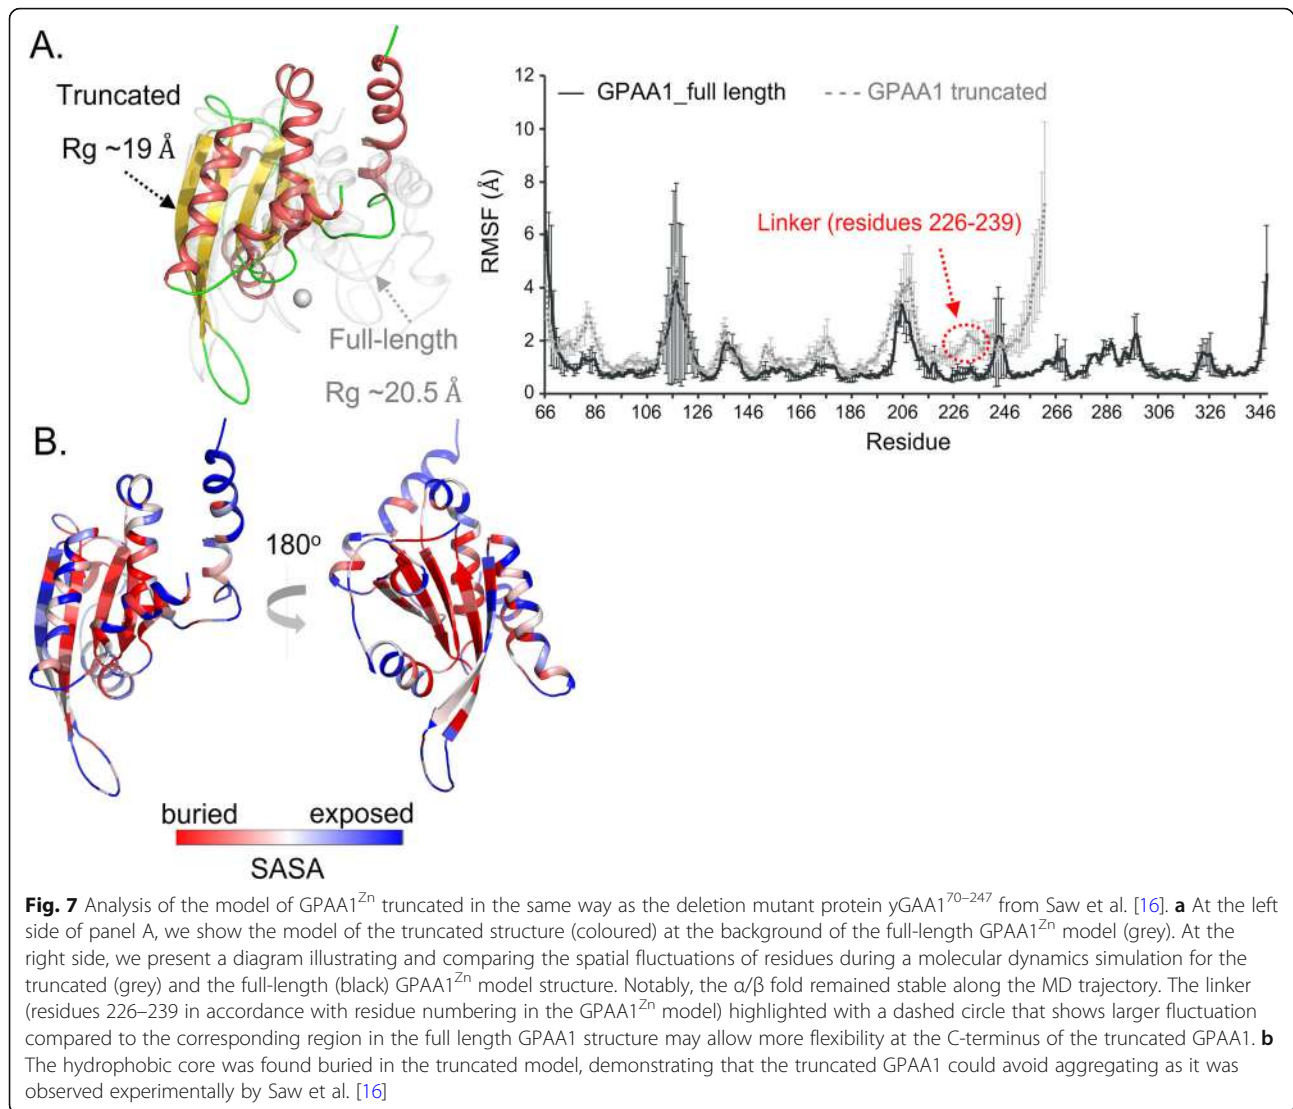 A.
Truncated
Rg ~19 Å
Full-length
Rg ~20.5 Å
12
10
8
6
4
2
0
RMSF (Å)
GPAA1_full length
GPAA1 truncated
Linker (residues 226-239)
66 86 106 126 146 166 186 206 226 246 266 286 306 326 346
Residue
B.
180º
buried exposed
SASA
Fig. 7 Analysis of the model of GPAA1Zn truncated in the same way as the deletion mutant protein yGAA170–247 from Saw et al. [16]. a At the left
side of panel A, we show the model of the truncated structure (coloured) at the background of the full-length GPAA1Zn model (grey). At the
right side, we present a diagram illustrating and comparing the spatial fluctuations of residues during a molecular dynamics simulation for the
truncated (grey) and the full-length (black) GPAA1Zn model structure. Notably, the α/β fold remained stable along the MD trajectory. The linker
(residues 226–239 in accordance with residue numbering in the GPAA1Zn model) highlighted with a dashed circle that shows larger fluctuation
compared to the corresponding region in the full length GPAA1 structure may allow more flexibility at the C-terminus of the truncated GPAA1. b
The hydrophobic core was found buried in the truncated model, demonstrating that the truncated GPAA1 could avoid aggregating as it was
observed experimentally by Saw et al. [16]